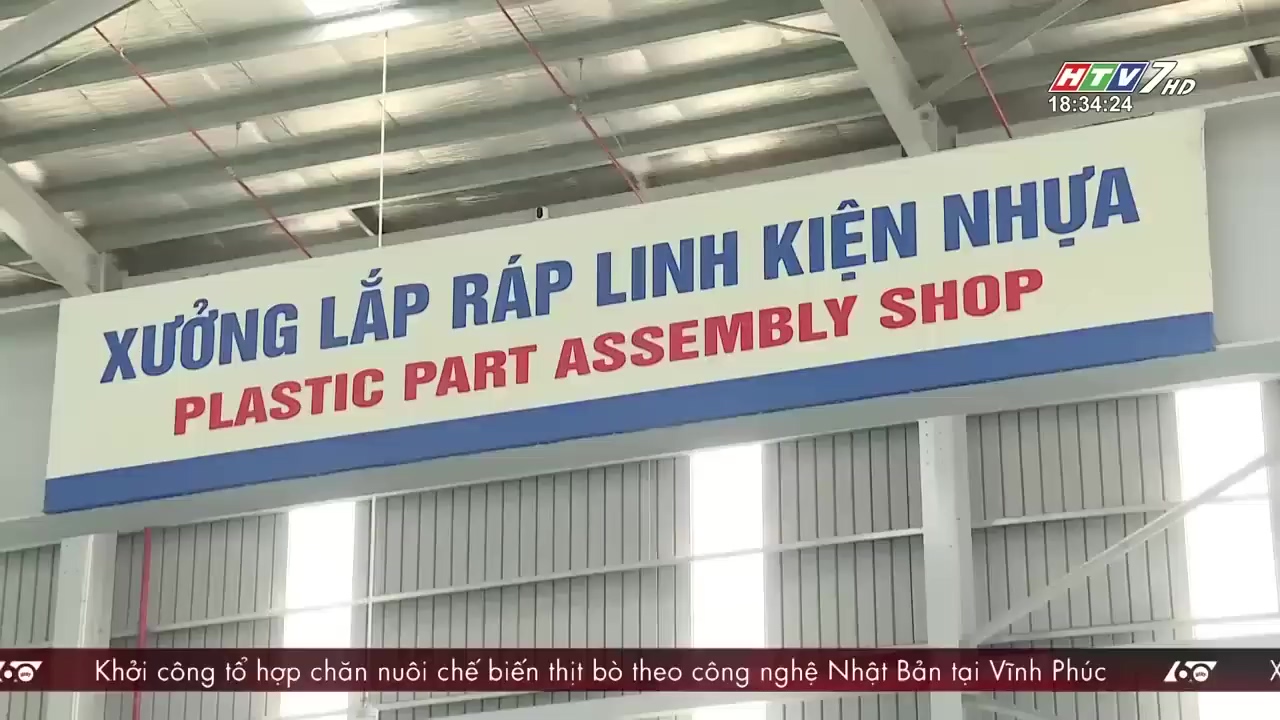 HTV7 HD
18:34:24
XƯỞNG LẮP RÁP LINH KIỆN NHỰA
PLASTIC PART ASSEMBLY SHOP
Khởi công tổ hợp chăn nuôi chế biến thịt bò theo công nghệ Nhật Bản tại Vĩnh Phúc